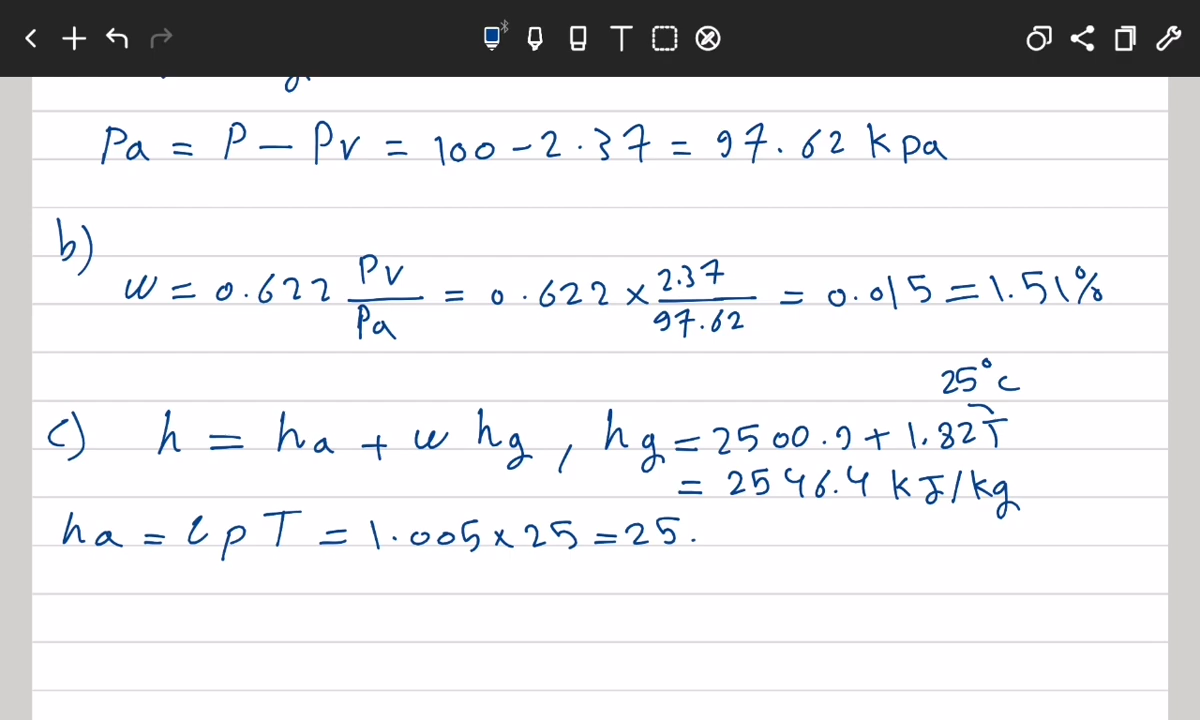 Pa = P - Pv = 100 - 2.37 = 97.62 kpa
b)
w = 0.622 Pv/Pa = 0.622 × 2.37/97.62 = 0.015 = 1.51%
25°c
c) h = ha + w hg, hg = 2500.9 + 1.82T
= 2546.4 kJ/kg
ha = CpT = 1.005 × 25 = 25.